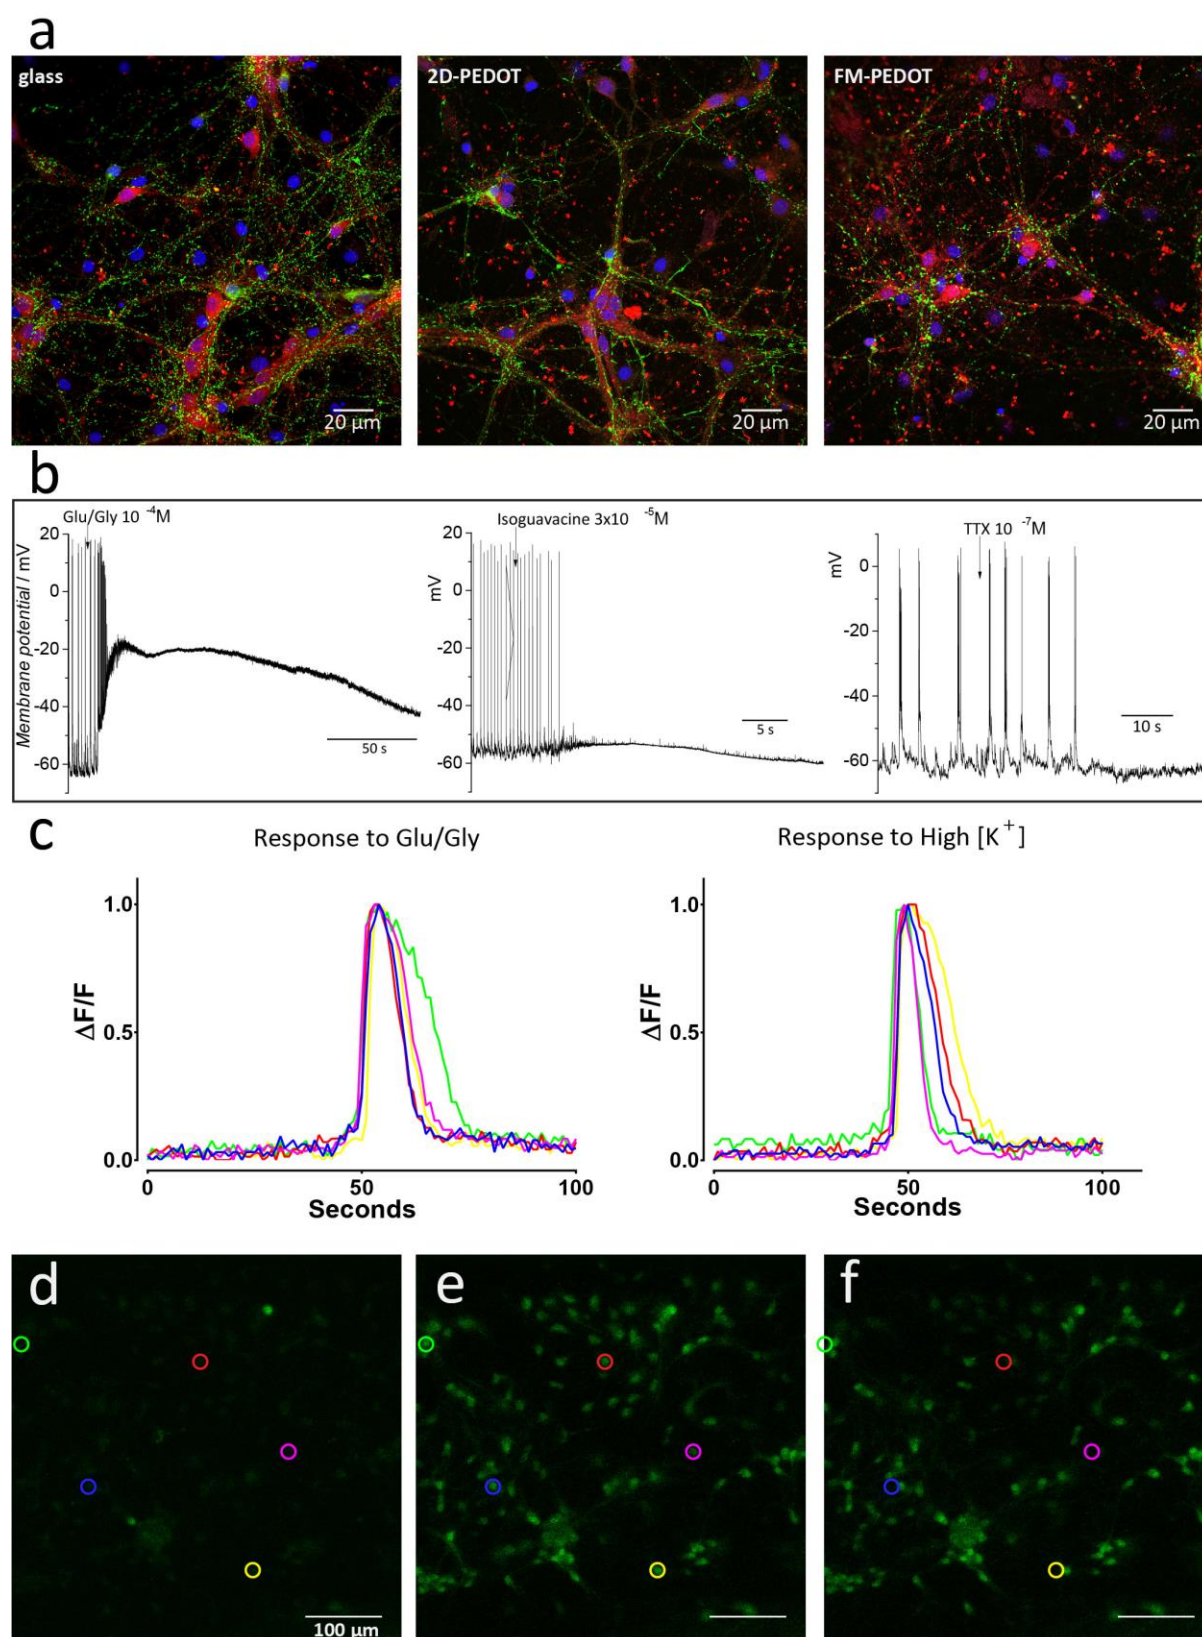 a
glass
2D-PEDOT
FM-PEDOT
20 µm
20 µm
20 µm
b
Glu/Gly 10 -4M
Isoguavacine 3x10 -5M
TTX 10 -7M
Membrane potential / mV
20
0
-20
-40
-60
50 s
mV
20
0
-20
-40
-60
5 s
mV
0
-20
-40
-60
10 s
c
Response to Glu/Gly
Response to High [K+]
ΔF/F
1.0
0.5
0.0
0
50
100
Seconds
ΔF/F
1.0
0.5
0.0
0
50
100
Seconds
d
e
f
100 µm